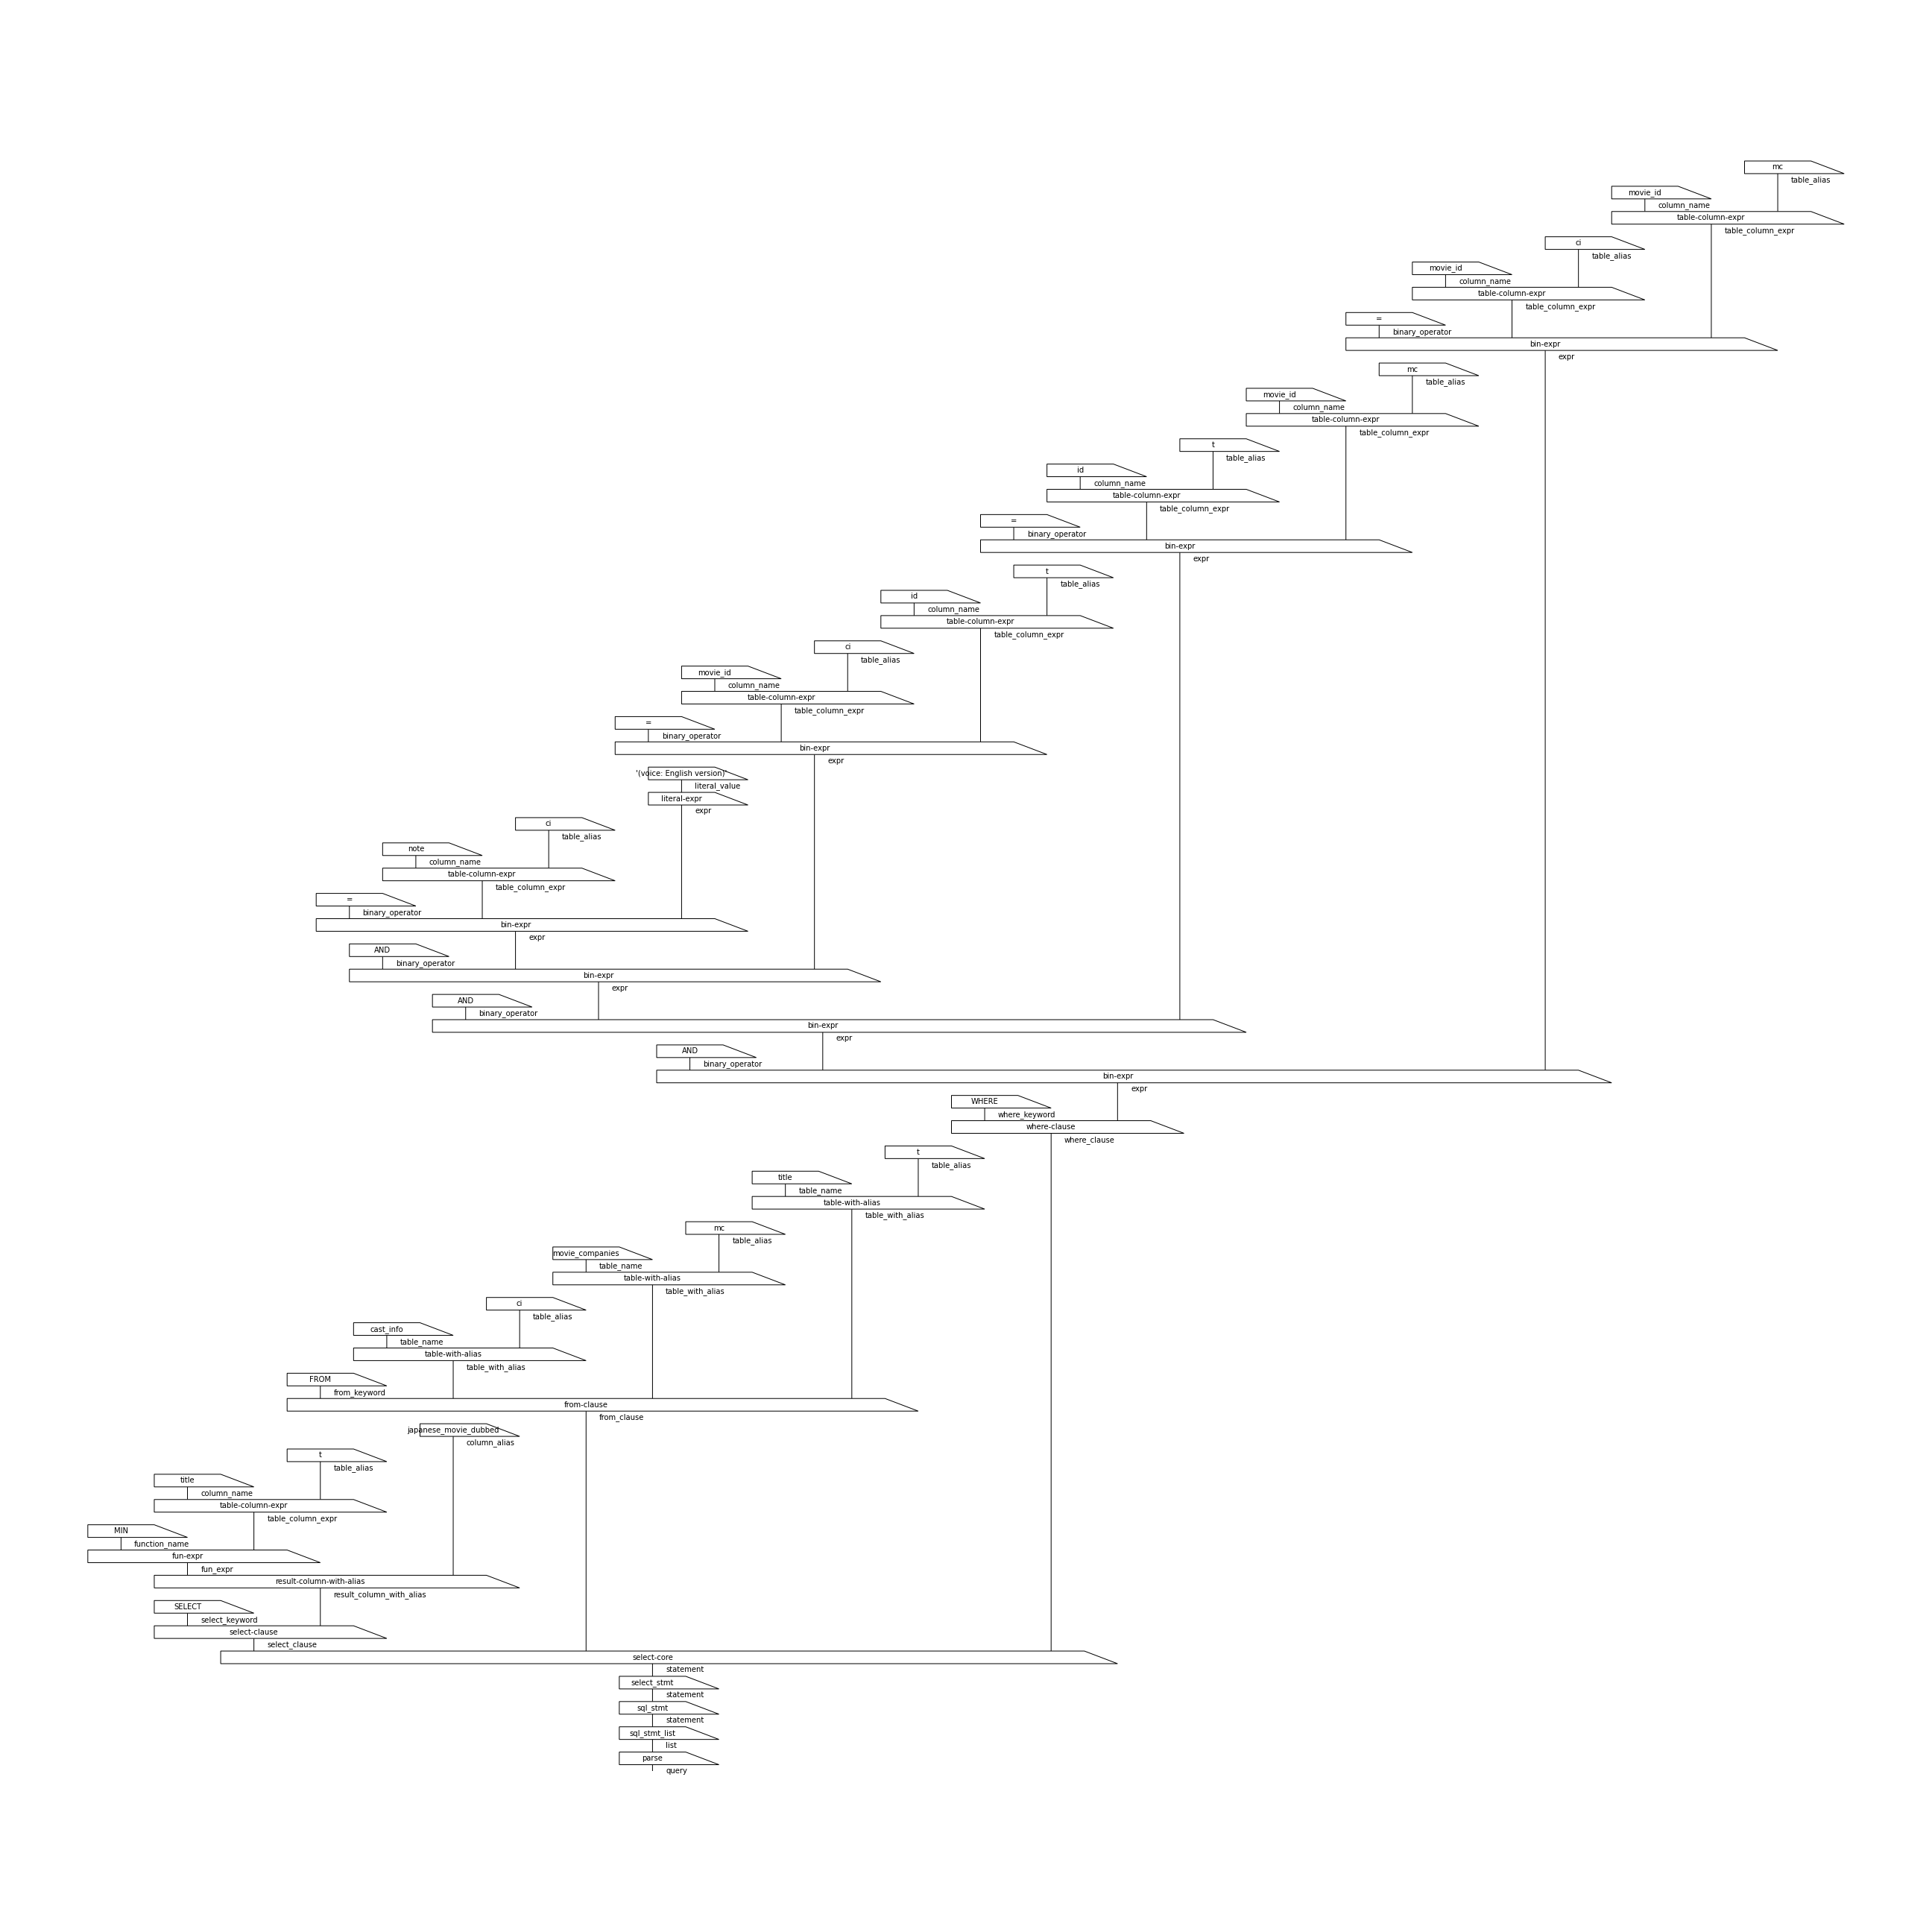 mc
table_alias
movie_id
column_name
table-column-expr
table_column_expr
ci
table_alias
movie_id
column_name
table-column-expr
table_column_expr
=
binary_operator
bin-expr
expr
mc
table_alias
movie_id
column_name
table-column-expr
table_column_expr
t
table_alias
id
column_name
table-column-expr
table_column_expr
=
binary_operator
bin-expr
expr
t
table_alias
id
column_name
table-column-expr
table_column_expr
ci
table_alias
movie_id
column_name
table-column-expr
table_column_expr
=
binary_operator
bin-expr
expr
'(voice: English version)'
literal_value
literal-expr
expr
ci
table_alias
note
column_name
table-column-expr
table_column_expr
=
binary_operator
bin-expr
expr
AND
binary_operator
bin-expr
expr
AND
binary_operator
bin-expr
expr
AND
binary_operator
bin-expr
expr
WHERE
where_keyword
where-clause
where_clause
t
table_alias
title
table_name
table-with-alias
table_with_alias
mc
table_alias
movie_companies
table_name
table-with-alias
table_with_alias
ci
table_alias
cast_info
table_name
table-with-alias
table_with_alias
FROM
from_keyword
from-clause
from_clause
japanese_movie_dubbed
column_alias
t
table_alias
title
column_name
table-column-expr
table_column_expr
MIN
function_name
fun-expr
fun_expr
result-column-with-alias
result_column_with_alias
SELECT
select_keyword
select-clause
select_clause
select-core
statement
select_stmt
statement
sql_stmt
statement
sql_stmt_list
list
parse
query